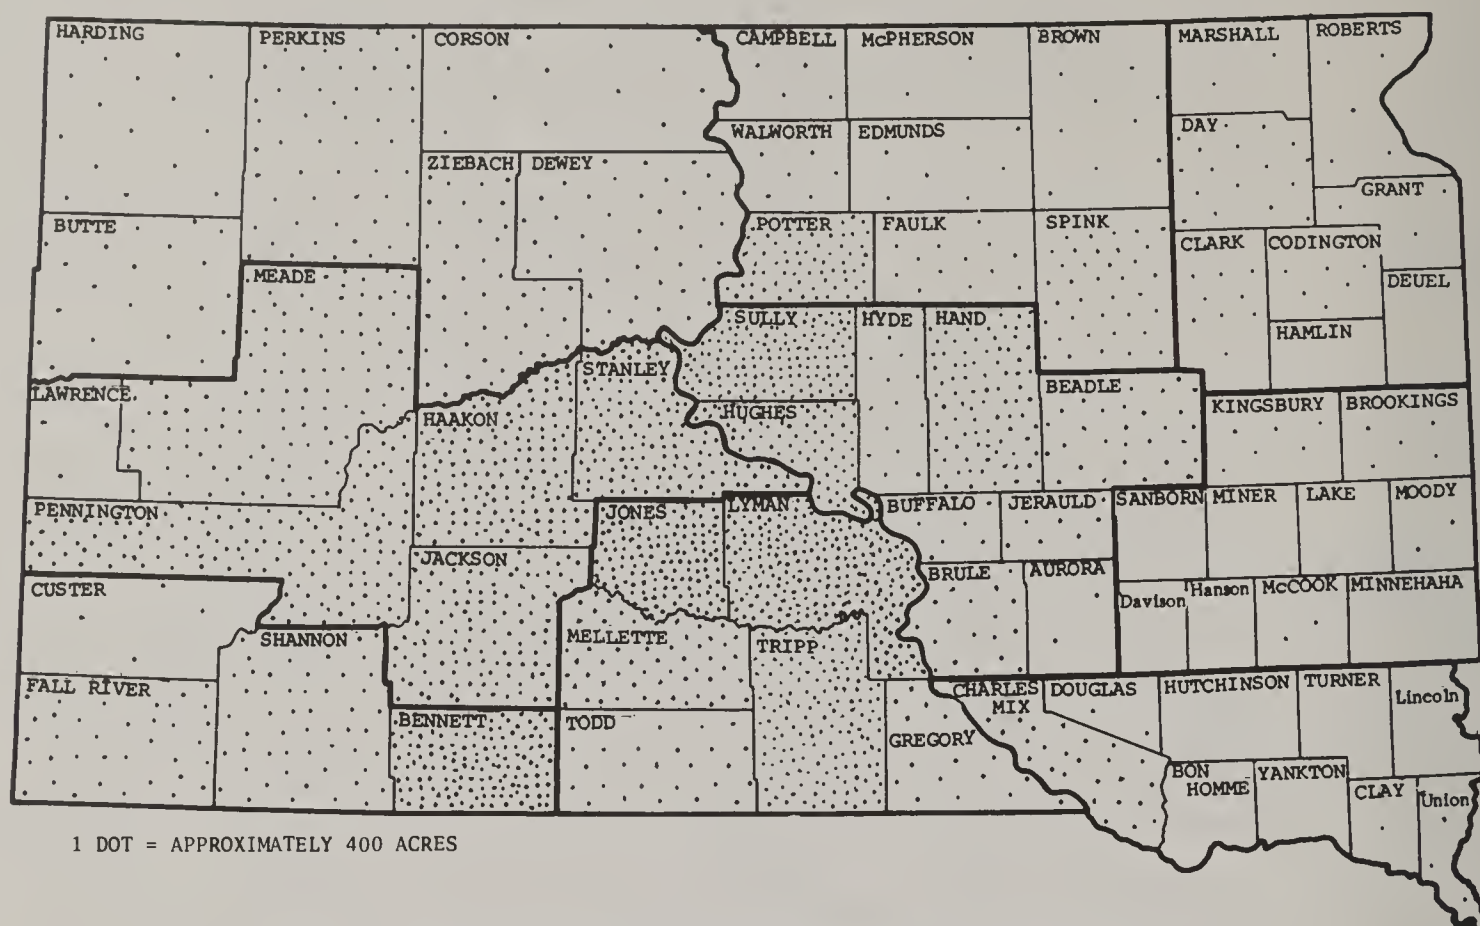 HARDING
PERKINS
CORSON
CAMPBELL
McPHERSON
BROWN
MARSHALL
ROBERTS
WALWORTH
EDMUNDS
DAY
ZIEBACH
DEWEY
GRANT
BUTTE
POTTER
FAULK
SPINK
CLARK
CODINGTON
MEADE
DEUEL
SULLY
HYDE
HAND
HAMLIN
STANLEY
LAWRENCE
BEADLE
KINGSBURY
BROOKINGS
HAAKON
HUGHES
PENNINGTON
JONES
LYMAN
BUFFALO
JERAULD
SANBORN
MINER
LAKE
MOODY
JACKSON
BRULE
AURORA
CUSTER
Davison
Hanson
McCOOK
MINNEHAHA
SHANNON
MELLETTE
TRIPP
FALL RIVER
CHARLES
MIX
DOUGLAS
HUTCHINSON
TURNER
Lincoln
BENNETT
TODD
GREGORY
BON
HOMME
YANKTON
CLAY
Union
1 DOT = APPROXIMATELY 400 ACRES